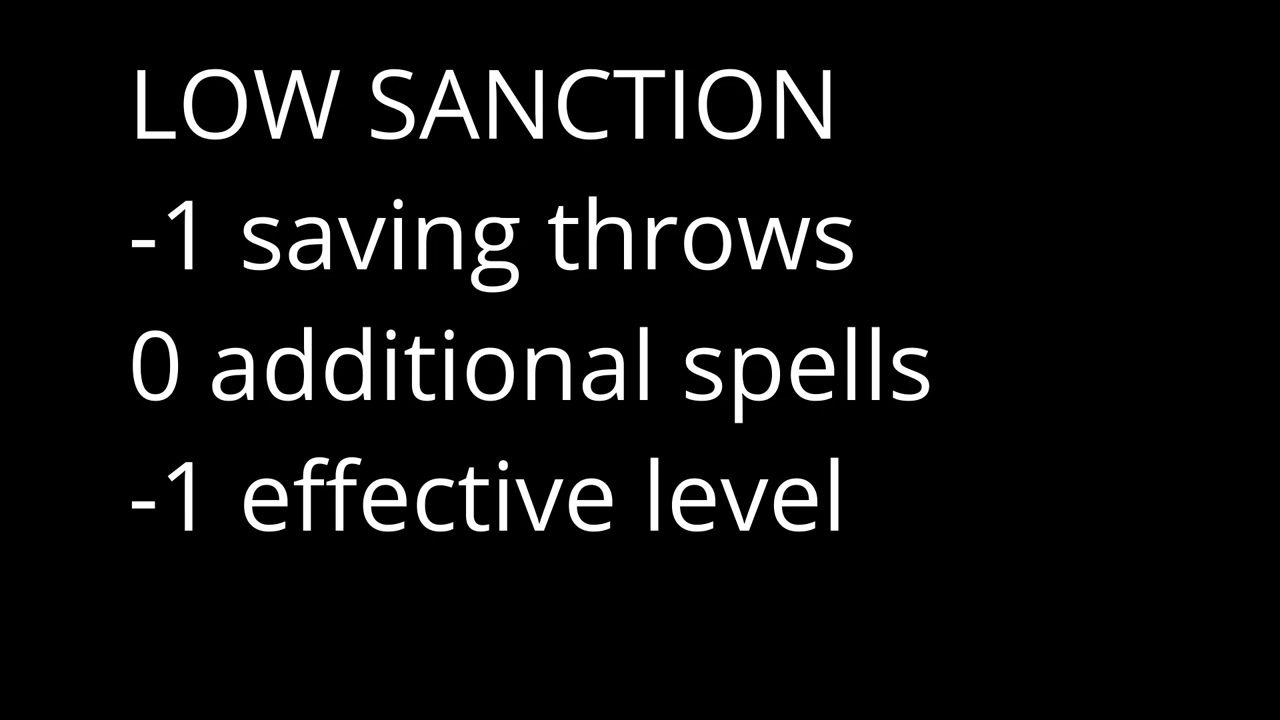 LOW SANCTION
-1 saving throws
0 additional spells
-1 effective level